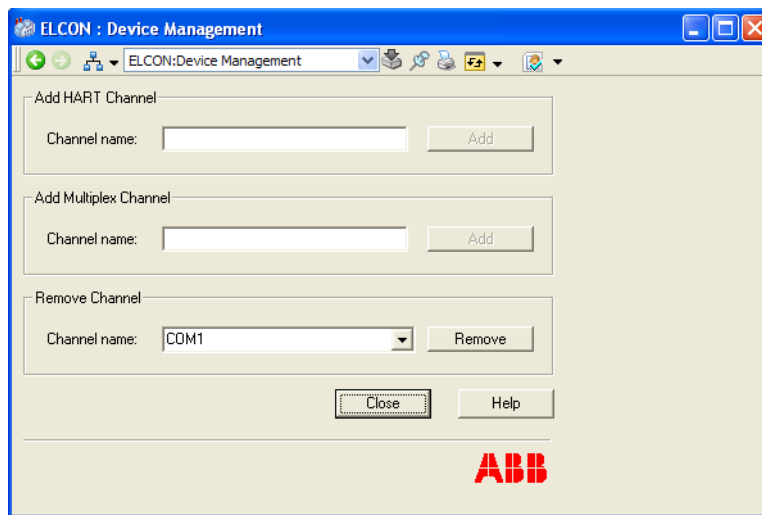 ELCON : Device Management
ELCON:Device Management
Add HART Channel
Channel name:
Add
Add Multiplex Channel
Channel name:
Add
Remove Channel
Channel name:
COM1
Remove
Close
Help
ABB